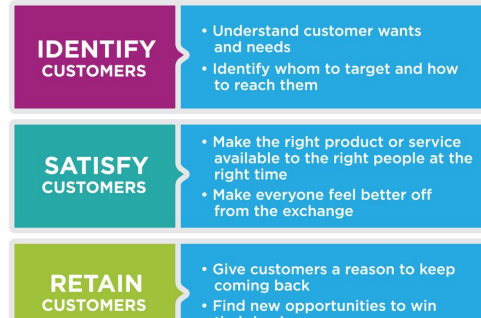 IDENTIFY
CUSTOMERS
• Understand customer wants
and needs
• Identify whom to target and how
to reach them
SATISFY
CUSTOMERS
• Make the right product or service
available to the right people at the
right time
• Make everyone feel better off
from the exchange
RETAIN
CUSTOMERS
• Give customers a reason to keep
coming back
• Find new opportunities to win